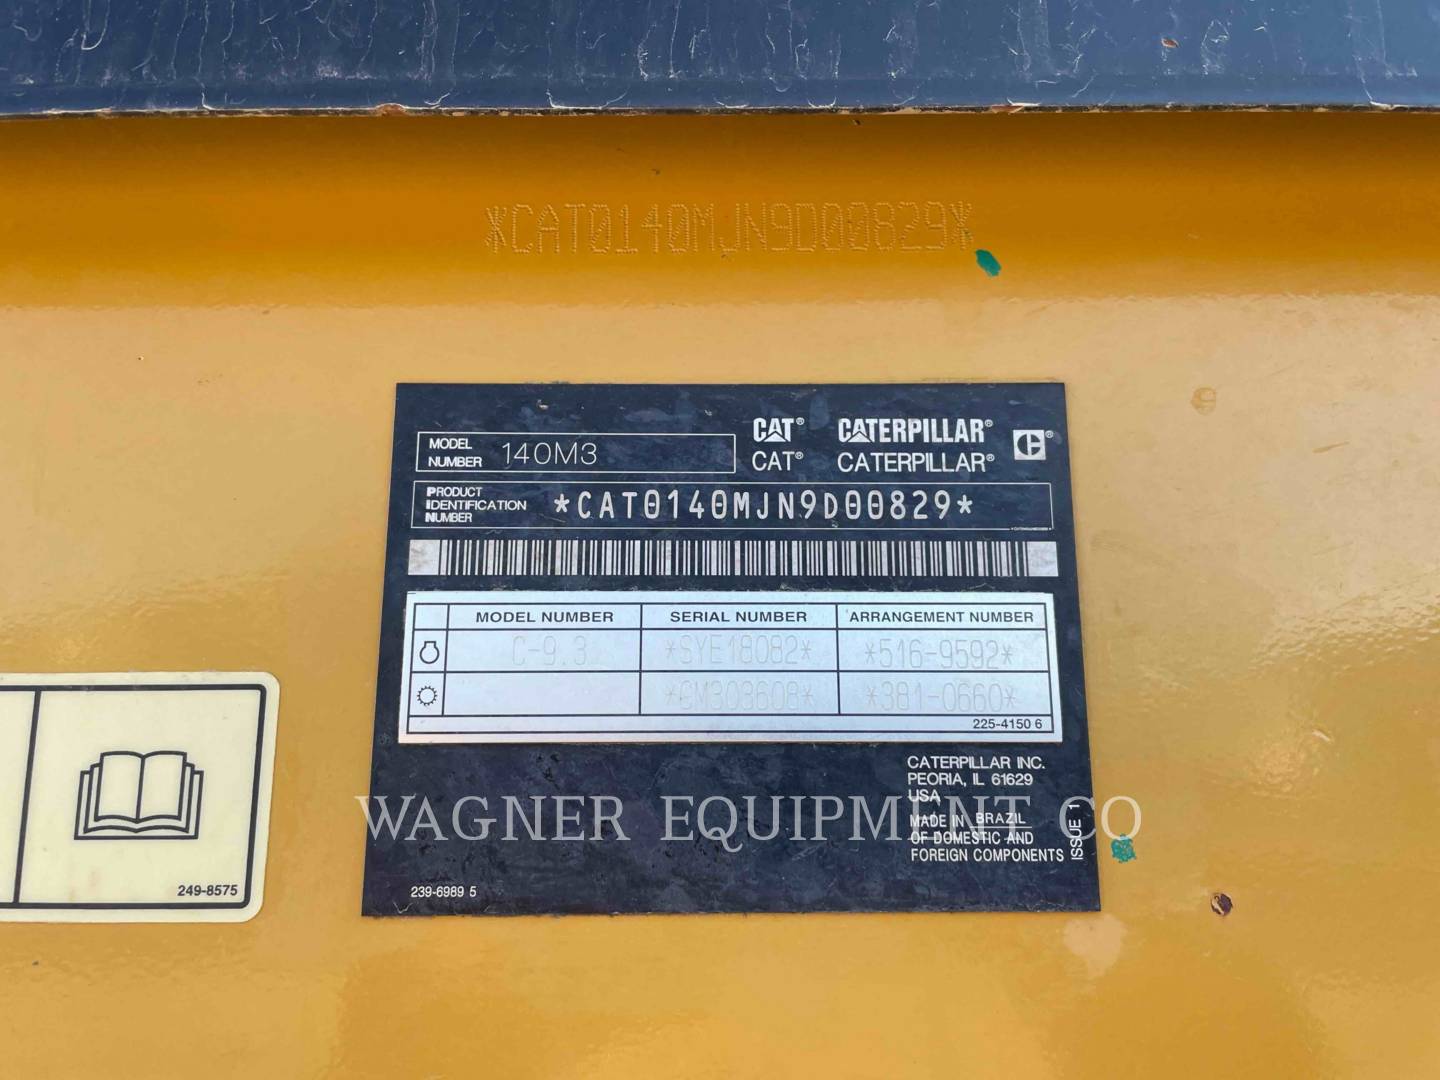 *CAT0140MJN9D00829*
MODEL NUMBER 140M3
CAT® CATERPILLAR®
CAT® CATERPILLAR®
PRODUCT IDENTIFICATION NUMBER *CAT0140MJN9D00829*
MODEL NUMBER SERIAL NUMBER ARRANGEMENT NUMBER
C-9.3 *SYE18082* *516-9592*
*GM303608* *381-0660*
225-4150 6
CATERPILLAR INC.
PEORIA, IL 61629
USA
MADE IN BRAZIL
OF DOMESTIC AND
FOREIGN COMPONENTS
ISSUE 1
239-6989 5
249-8575
WAGNER EQUIPMENT CO